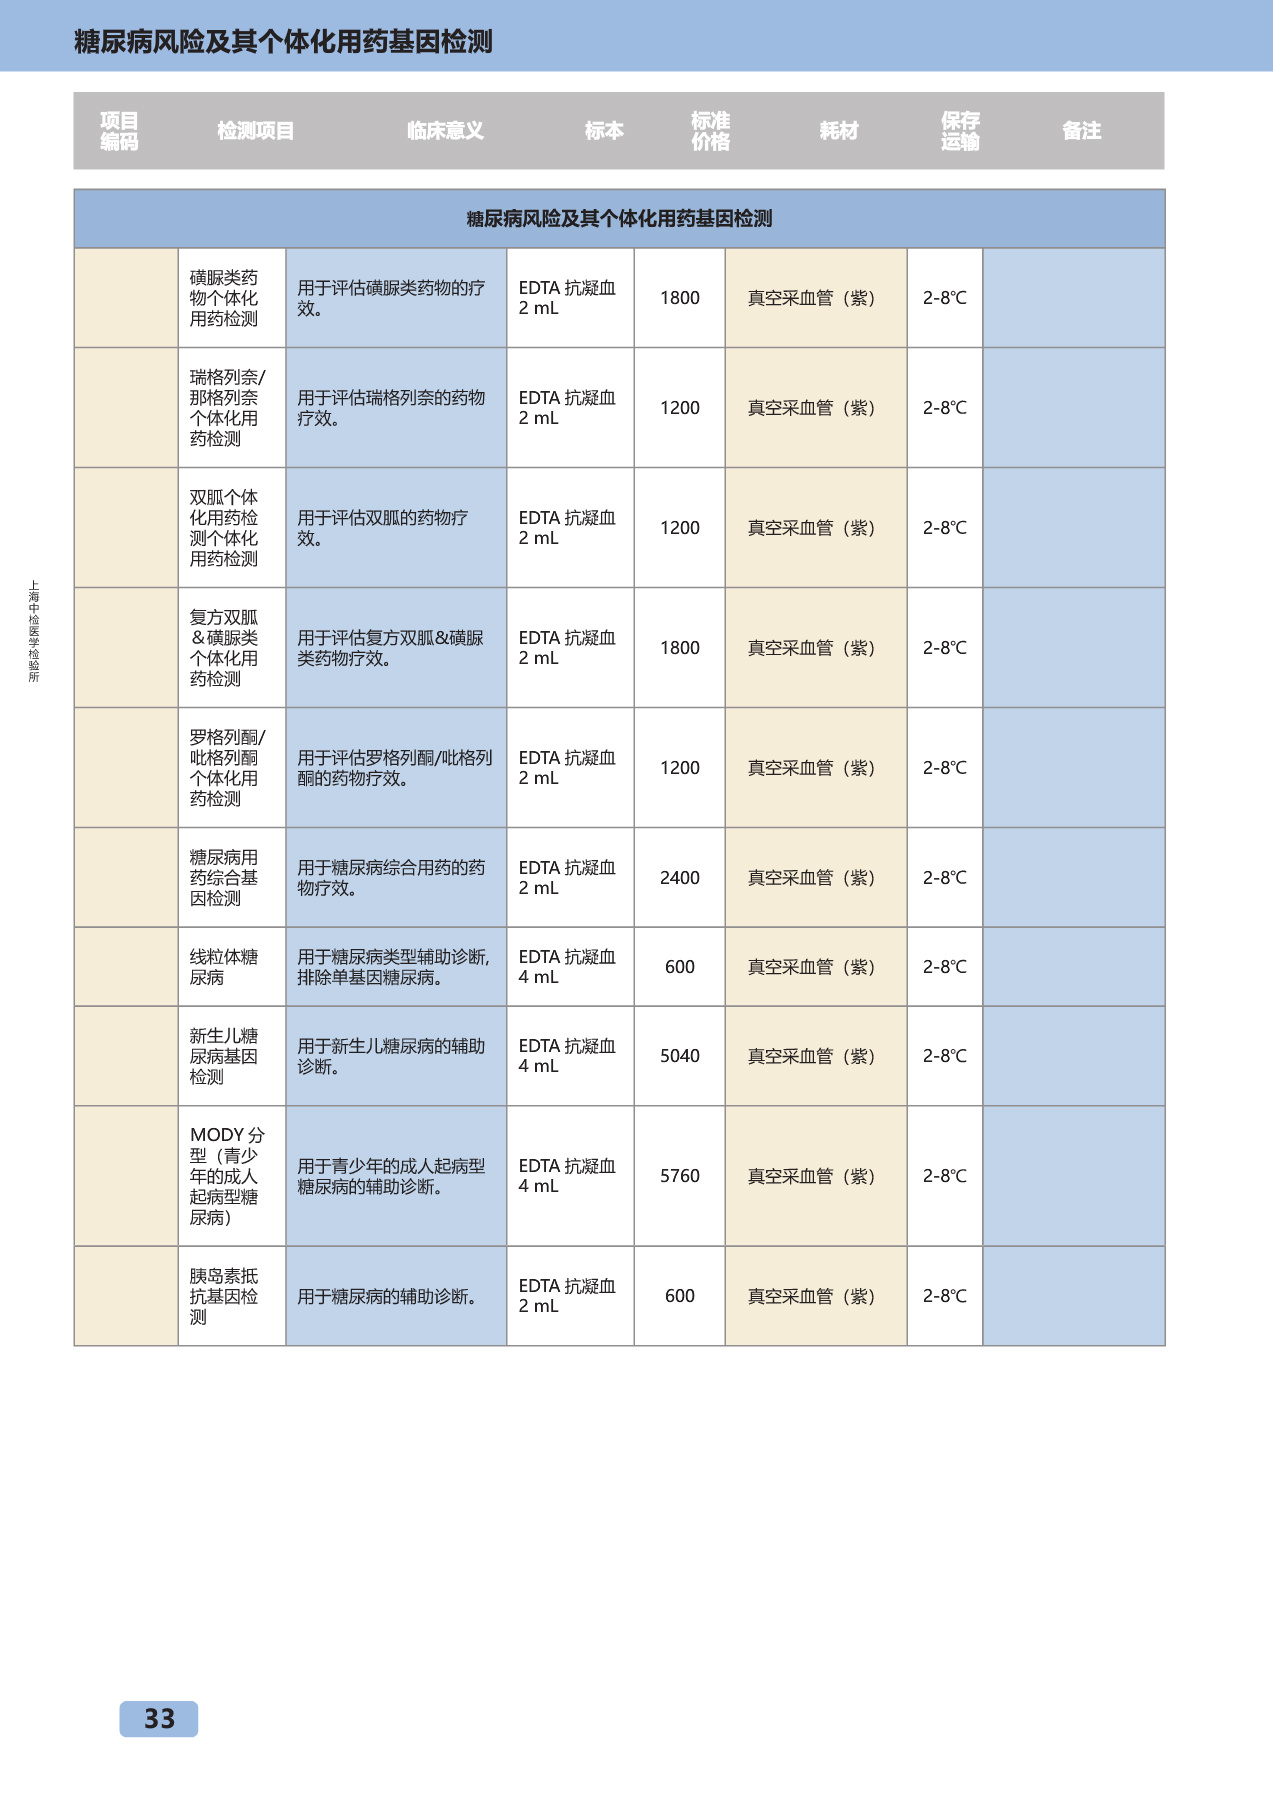 糖尿病风险及其个体化用药基因检测
项目
编码
检测项目
临床意义
标本
标准
价格
耗材
保存
运输
备注
糖尿病风险及其个体化用药基因检测
磺脲类药
物个体化
用药检测
用于评估磺脲类药物的疗
效。
EDTA 抗凝血
2 mL
1800
真空采血管（紫）
2-8℃
瑞格列奈/
那格列奈
个体化用
药检测
用于评估瑞格列奈的药物
疗效。
EDTA 抗凝血
2 mL
1200
真空采血管（紫）
2-8℃
双胍个体
化用药检
测个体化
用药检测
用于评估双胍的药物疗
效。
EDTA 抗凝血
2 mL
1200
真空采血管（紫）
2-8℃
复方双胍
＆磺脲类
个体化用
药检测
用于评估复方双胍&磺脲
类药物疗效。
EDTA 抗凝血
2 mL
1800
真空采血管（紫）
2-8℃
罗格列酮/
吡格列酮
个体化用
药检测
用于评估罗格列酮/吡格列
酮的药物疗效。
EDTA 抗凝血
2 mL
1200
真空采血管（紫）
2-8℃
糖尿病用
药综合基
因检测
用于糖尿病综合用药的药
物疗效。
EDTA 抗凝血
2 mL
2400
真空采血管（紫）
2-8℃
线粒体糖
尿病
用于糖尿病类型辅助诊断,
排除单基因糖尿病。
EDTA 抗凝血
4 mL
600
真空采血管（紫）
2-8℃
新生儿糖
尿病基因
检测
用于新生儿糖尿病的辅助
诊断。
EDTA 抗凝血
4 mL
5040
真空采血管（紫）
2-8℃
MODY 分
型（青少
年的成人
起病型糖
尿病）
用于青少年的成人起病型
糖尿病的辅助诊断。
EDTA 抗凝血
4 mL
5760
真空采血管（紫）
2-8℃
胰岛素抵
抗基因检
测
用于糖尿病的辅助诊断。
EDTA 抗凝血
2 mL
600
真空采血管（紫）
2-8℃
上海中检医学检验所
33